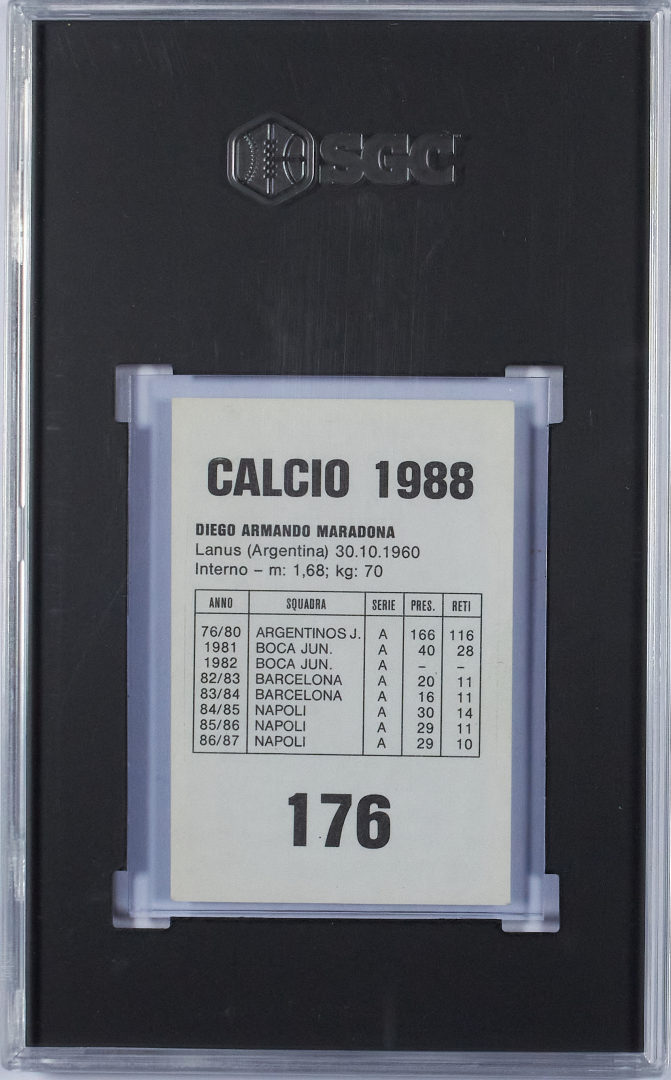 SGC
CALCIO 1988
DIEGO ARMANDO MARADONA
Lanus (Argentina) 30.10.1960
Interno – m: 1,68; kg: 70
ANNO SQUADRA SERIE PRES. RETI
76/80 ARGENTINOS J. A 166 116
1981 BOCA JUN. A 40 28
1982 BOCA JUN. A – –
82/83 BARCELONA A 20 11
83/84 BARCELONA A 16 11
84/85 NAPOLI A 30 14
85/86 NAPOLI A 29 11
86/87 NAPOLI A 29 10
176